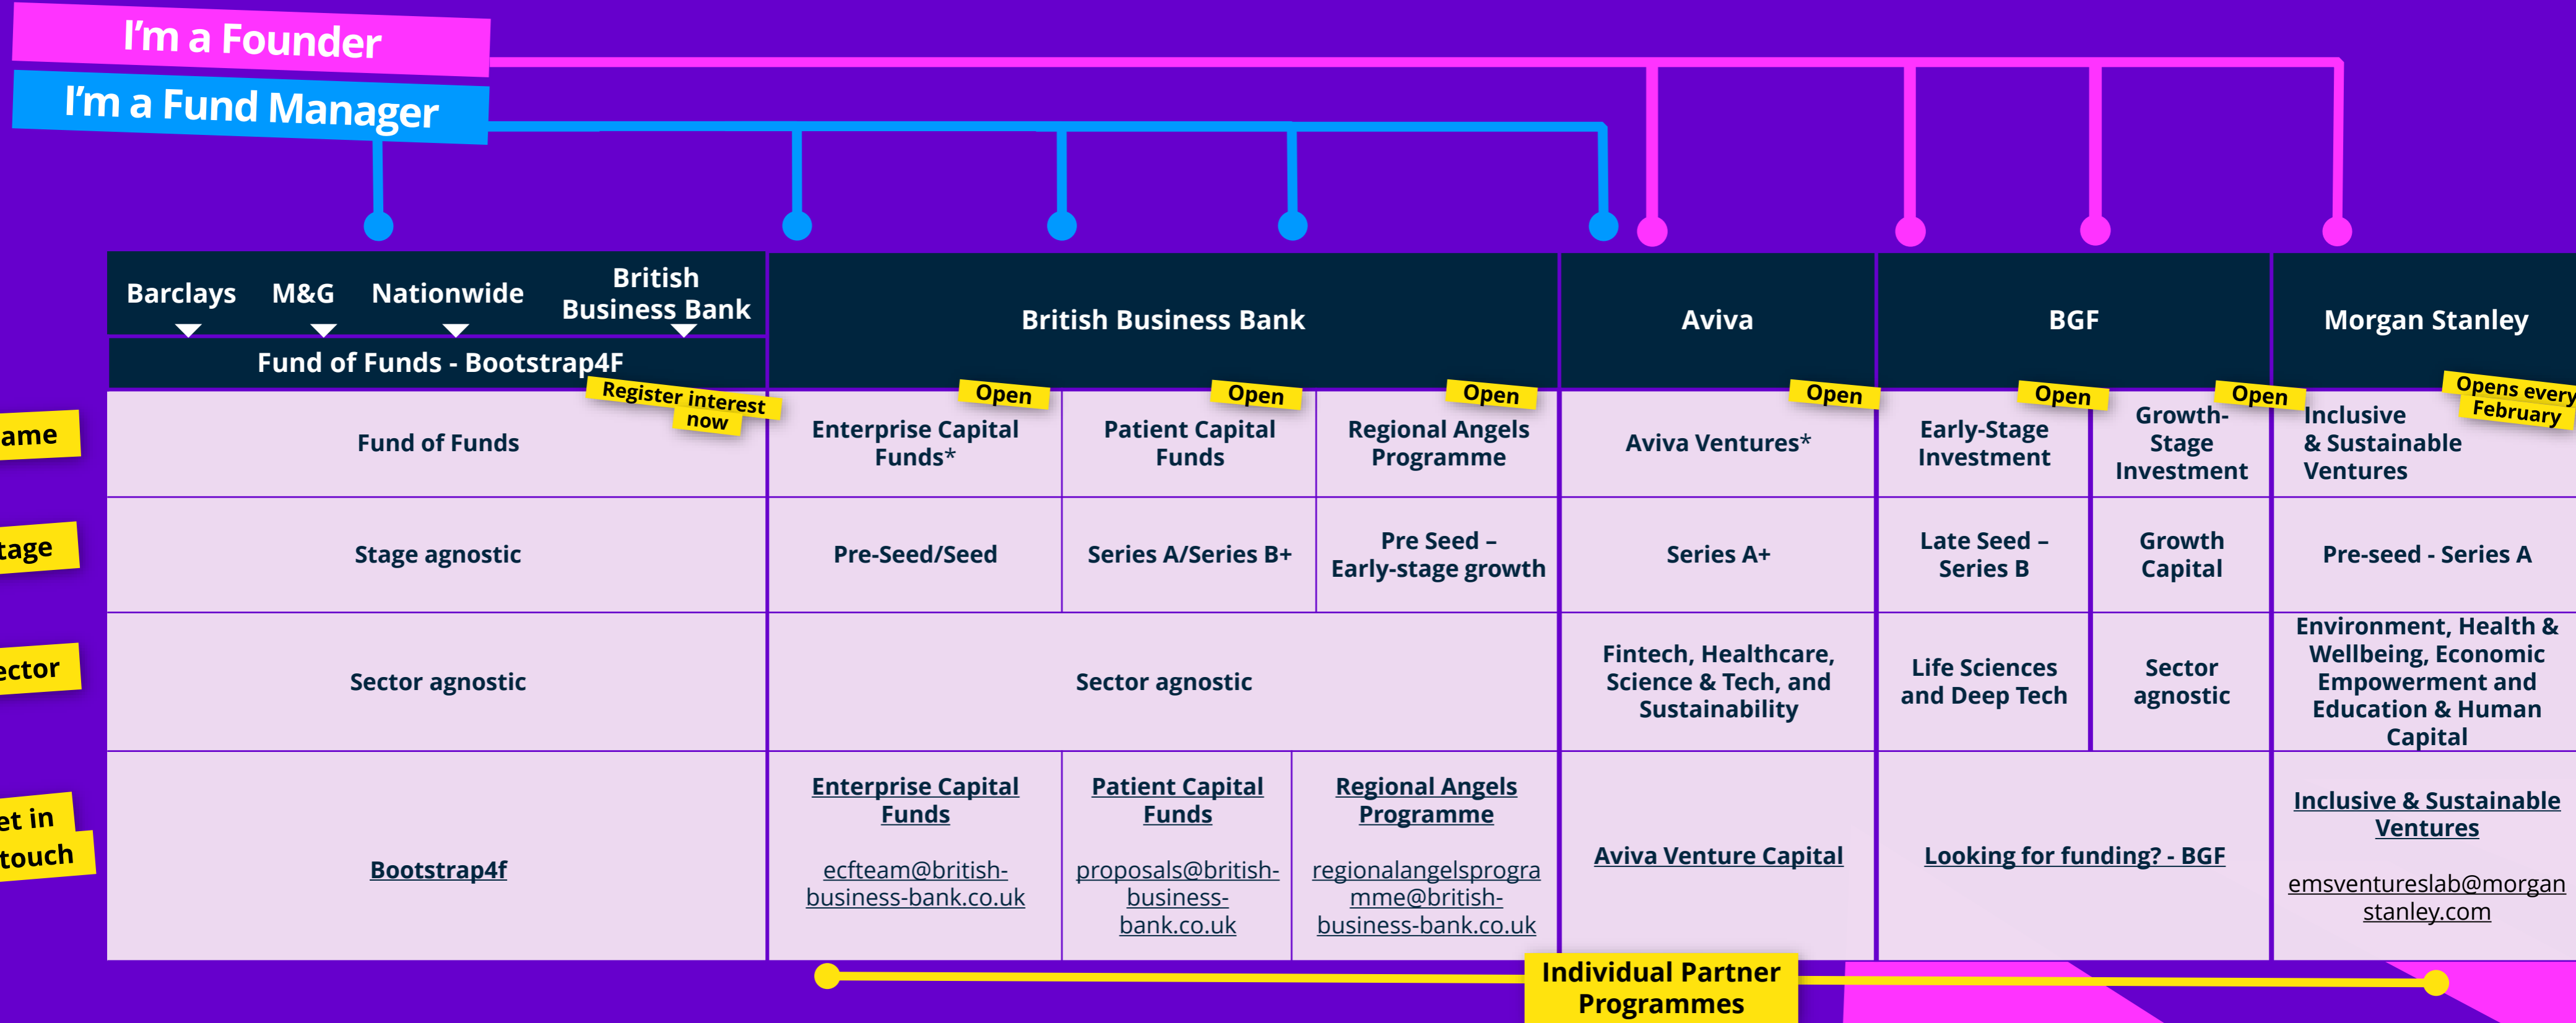 I'm a Founder
I'm a Fund Manager
Barclays
M&G
Nationwide
British
Business Bank
Fund of Funds - Bootstrap4F
British Business Bank
Aviva
BGF
Morgan Stanley
Register interest
now
Open
Open
Open
Open
Open
Open
Opens every
February
ame
Fund of Funds
Enterprise Capital
Funds*
Patient Capital
Funds
Regional Angels
Programme
Aviva Ventures*
Early-Stage
Investment
Growth-
Stage
Investment
Inclusive
& Sustainable
Ventures
tage
Stage agnostic
Pre-Seed/Seed
Series A/Series B+
Pre Seed –
Early-stage growth
Series A+
Late Seed –
Series B
Growth
Capital
Pre-seed - Series A
ector
Sector agnostic
Sector agnostic
Fintech, Healthcare,
Science & Tech, and
Sustainability
Life Sciences
and Deep Tech
Sector
agnostic
Environment, Health &
Wellbeing, Economic
Empowerment and
Education & Human
Capital
et in
touch
Bootstrap4f
Enterprise Capital
Funds
ecfteam@british-
business-bank.co.uk
Patient Capital
Funds
proposals@british-
business-
bank.co.uk
Regional Angels
Programme
regionalangelsprogra
mme@british-
business-bank.co.uk
Aviva Venture Capital
Looking for funding? - BGF
Inclusive & Sustainable
Ventures
emsventureslab@morgan
stanley.com
Individual Partner
Programmes